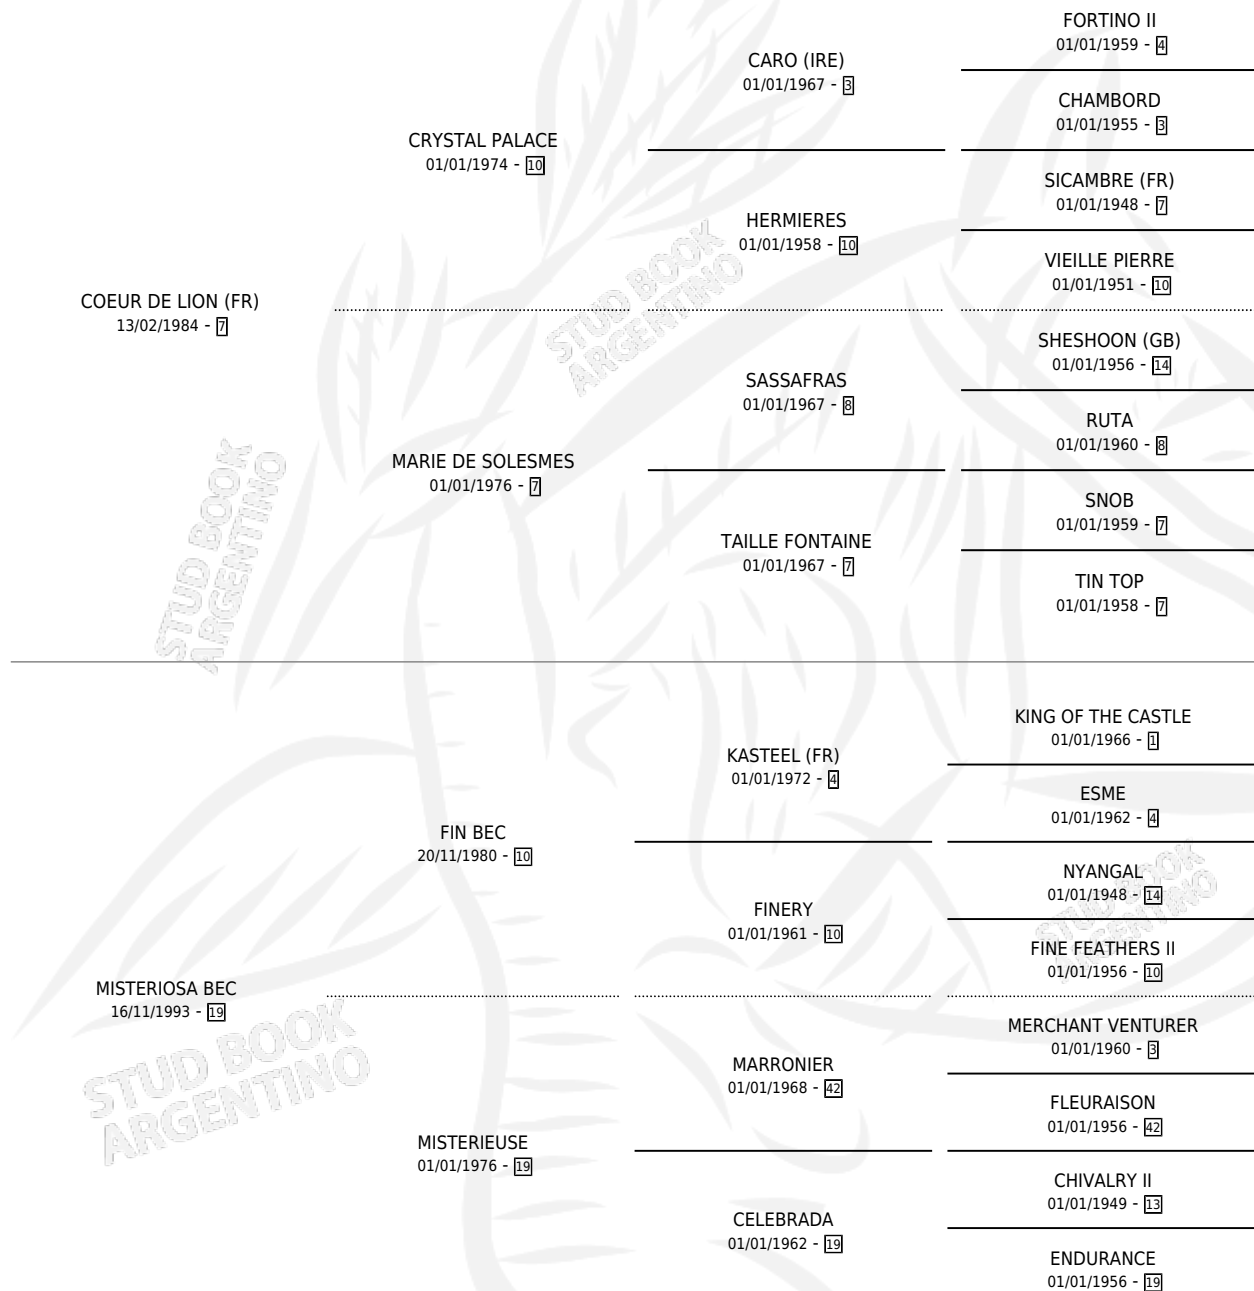 FORTINO II
01/01/1959 - 4
CARO (IRE)
01/01/1967 - 3
CHAMBORD
01/01/1955 - 3
CRYSTAL PALACE
01/01/1974 - 10
SICAMBRE (FR)
01/01/1948 - 7
HERMIERES
01/01/1958 - 10
VIEILLE PIERRE
01/01/1951 - 10
COEUR DE LION (FR)
13/02/1984 - 7
STUD BOOK
ARGENTINO
SHESHOON (GB)
01/01/1956 - 14
SASSAFRAS
01/01/1967 - 8
RUTA
01/01/1960 - 8
MARIE DE SOLESMES
01/01/1976 - 7
SNOB
01/01/1959 - 7
TAILLE FONTAINE
01/01/1967 - 7
TIN TOP
01/01/1958 - 7
STUD BOOK
ARGENTINO
KING OF THE CASTLE
01/01/1966 - 1
KASTEEL (FR)
01/01/1972 - 4
ESME
01/01/1962 - 4
FIN BEC
20/11/1980 - 10
NYANGAL
01/01/1948 - 14
FINERY
01/01/1961 - 10
STUD BOOK
ARGENTINO
FINE FEATHERS II
01/01/1956 - 10
MISTERIOSA BEC
16/11/1993 - 19
MERCHANT VENTURER
01/01/1960 - 3
MARRONIER
01/01/1968 - 42
FLEURAISON
01/01/1956 - 42
STUD BOOK
ARGENTINO
MISTERIEUSE
01/01/1976 - 19
CHIVALRY II
01/01/1949 - 13
CELEBRADA
01/01/1962 - 19
ENDURANCE
01/01/1956 - 19